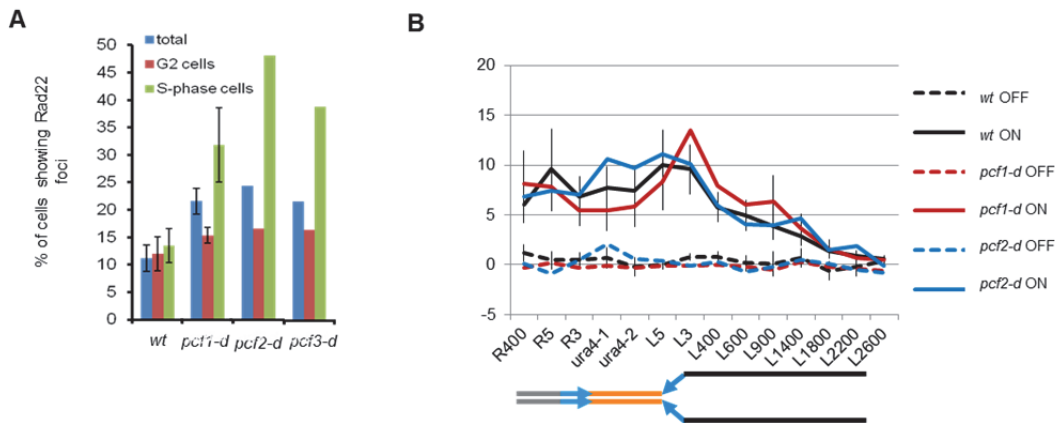 A
% of cells showing Rad22
foci
50
45
40
35
30
25
20
15
10
5
0
total
G2 cells
S-phase cells
wt
pcf1-d
pcf2-d
pcf3-d
B
20
15
10
5
0
-5
R400
R5
R3
ura4-1
ura4-2
L5
L3
L400
L600
L900
L1400
L1800
L2200
L2600
wt OFF
wt ON
pcf1-d OFF
pcf1-d ON
pcf2-d OFF
pcf2-d ON